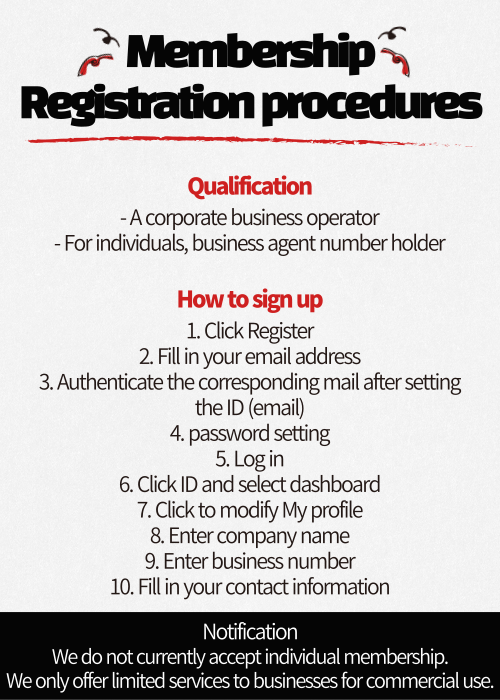 Membership
Registration procedures
Qualification
- A corporate business operator
- For individuals, business agent number holder
How to sign up
1. Click Register
2. Fill in your email address
3. Authenticate the corresponding mail after setting
the ID (email)
4. password setting
5. Log in
6. Click ID and select dashboard
7. Click to modify My profile
8. Enter company name
9. Enter business number
10. Fill in your contact information
Notification
We do not currently accept individual membership.
We only offer limited services to businesses for commercial use.